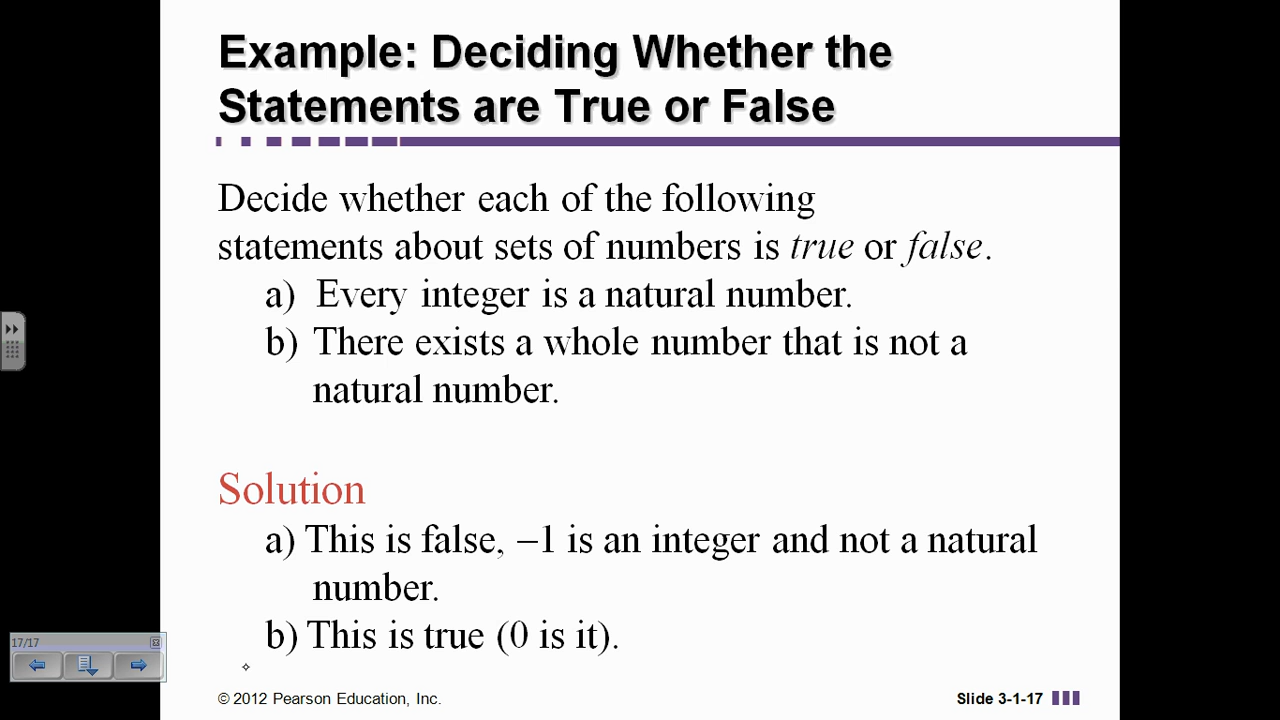 Example: Deciding Whether the
Statements are True or False
Decide whether each of the following
statements about sets of numbers is true or false.
a) Every integer is a natural number.
b) There exists a whole number that is not a
natural number.
Solution
a) This is false, −1 is an integer and not a natural
number.
b) This is true (0 is it).
17/17
© 2012 Pearson Education, Inc.
Slide 3-1-17